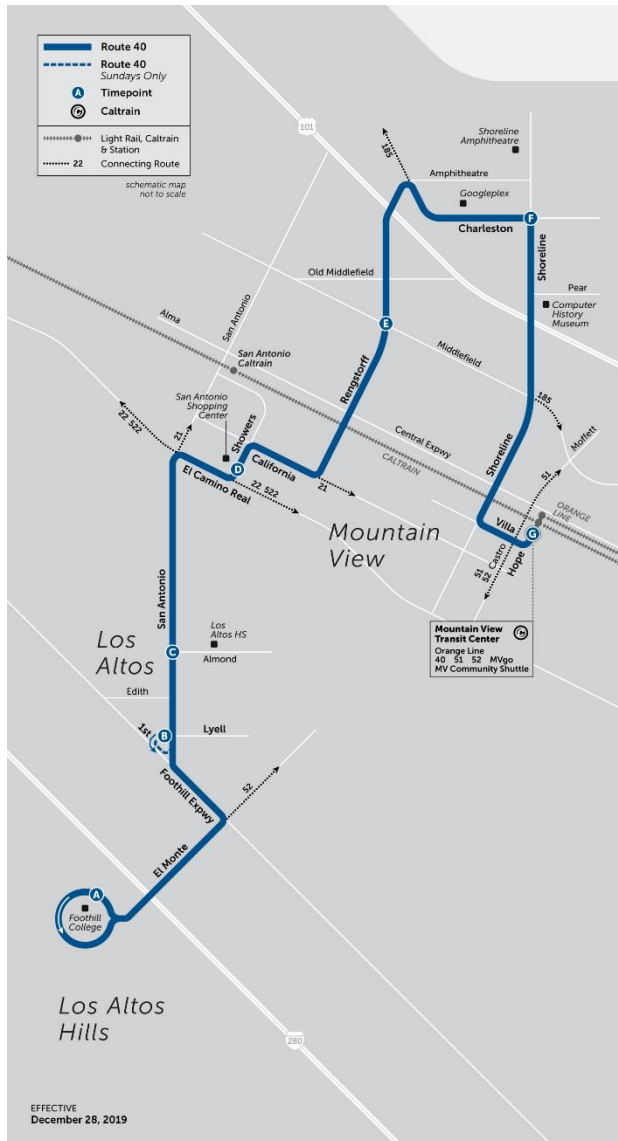 Route 40
Route 40
Sundays Only
A
Timepoint
Caltrain
Light Rail, Caltrain
& Station
22
Connecting Route
schematic map
not to scale
101
Shoreline
Amphitheatre
185
Amphitheatre
Googleplex
F
Charleston
Shoreline
Old Middlefield
Pear
Computer
History
Museum
San Antonio
Alma
E
Middlefield
San Antonio
Caltrain
Rengstorff
San Antonio
Shopping
Center
Showers
Central Expwy
185
22 522
21
D
California
CALTRAIN
Shoreline
Moffett
El Camino Real
22 522
21
51
ORANGE
LINE
Mountain
View
Villa
G
Castro
Hope
51
52
San Antonio
Los
Altos
Los
Altos HS
C
Almond
Mountain View
Transit Center
Orange Line
40 51 52 MVgo
MV Community Shuttle
Edith
1st
B
Lyell
Foothill Expwy
52
El Monte
A
Foothill
College
Los Altos
Hills
280
EFFECTIVE
December 28, 2019